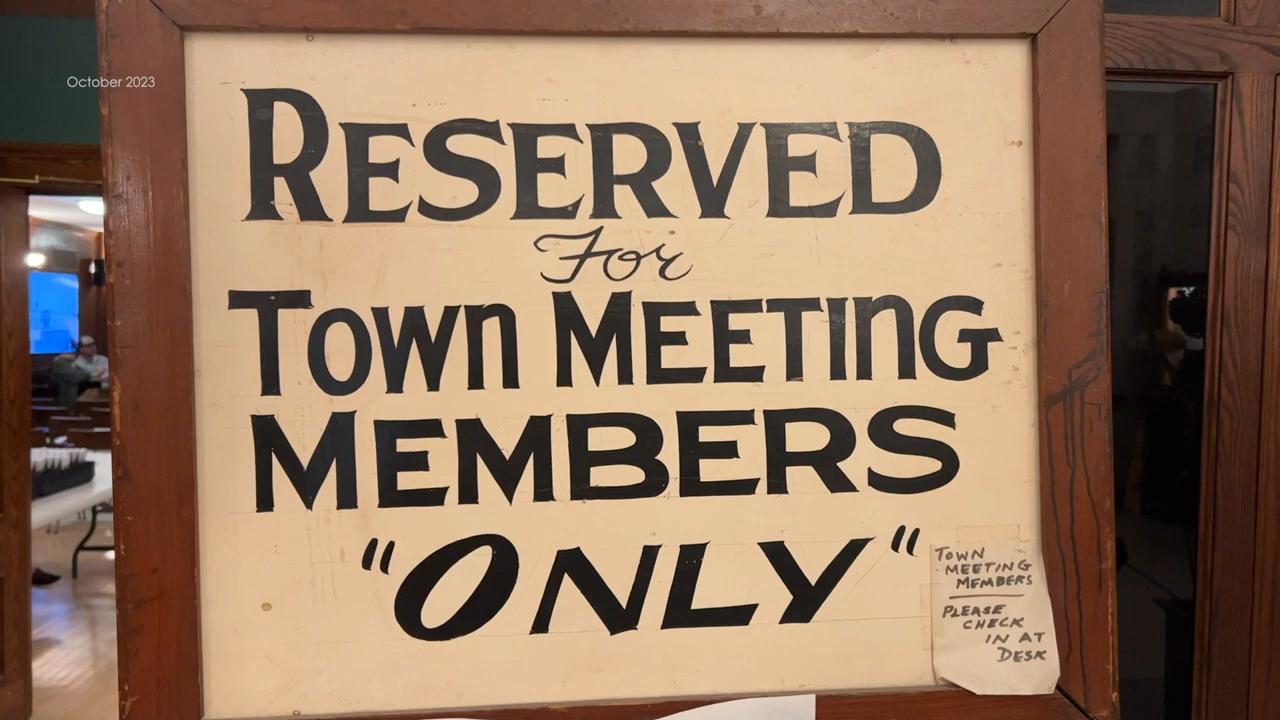 October 2023
RESERVED
For
TOWn MEETInG
MEMBERS
"ONLY"
TOWN
MEETING
MEMBERS
PLEASE
CHECK
IN AT
DESK